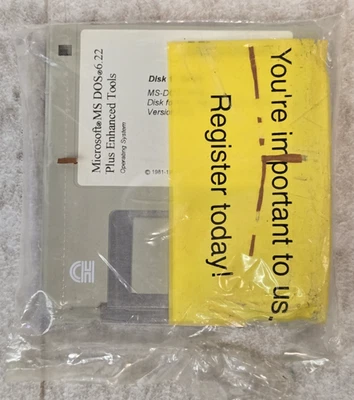 Microsoft® MS DOS® 6.22
Plus Enhanced Tools
Operating System
Disk
MS-D
Disk fo
Versio
© 1981-1
You're important to us,
Register today!